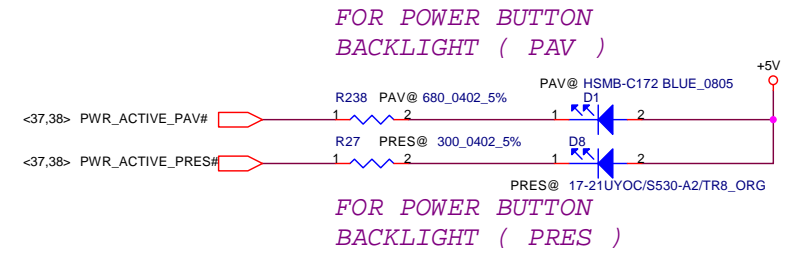 FOR POWER BUTTON
BACKLIGHT ( PAV )
+5V
PAV@ HSMB-C172 BLUE_0805
R238 PAV@ 680_0402_5% D1
<37,38> PWR_ACTIVE_PAV# 1 2 1 2
R27 PRES@ 300_0402_5% D8
<37,38> PWR_ACTIVE_PRES# 1 2 1 2
PRES@ 17-21UYOC/S530-A2/TR8_ORG
FOR POWER BUTTON
BACKLIGHT ( PRES )